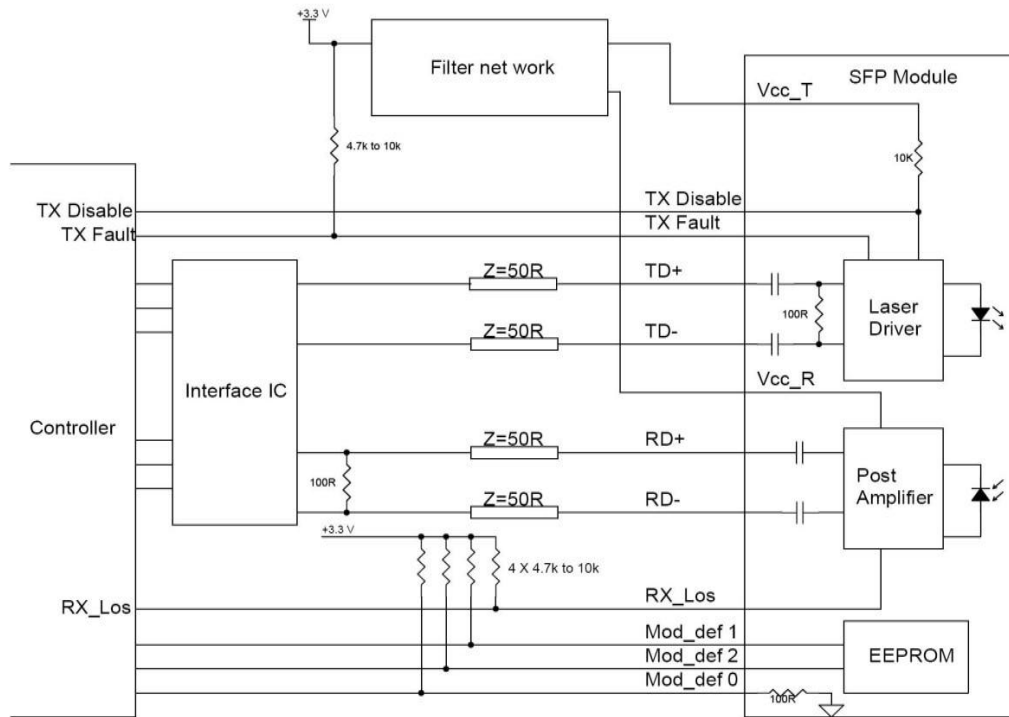 +3.3 V
Filter net work
SFP Module
Vcc_T
4.7k to 10k
10K
TX Disable
TX Disable
TX Fault
TX Fault
Z=50R
TD+
100R
Laser
Driver
Z=50R
TD-
Interface IC
Vcc_R
Controller
Z=50R
RD+
100R
Post
Amplifier
Z=50R
RD-
+3.3 V
4 X 4.7k to 10k
RX_Los
RX_Los
Mod_def 1
Mod_def 2
EEPROM
Mod_def 0
100R